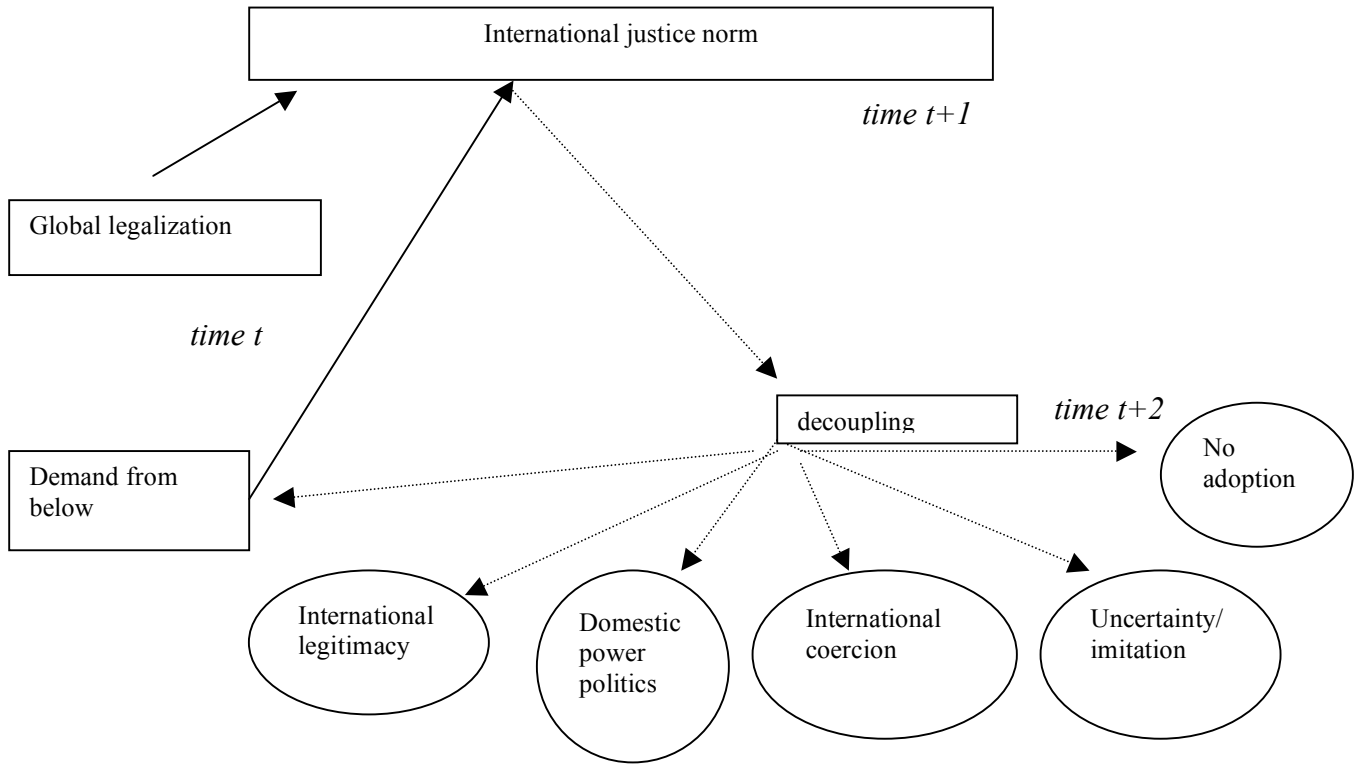 International justice norm
time t+1
Global legalization
time t
decoupling
time t+2
No
adoption
Demand from
below
International
legitimacy
Domestic
power
politics
International
coercion
Uncertainty/
imitation